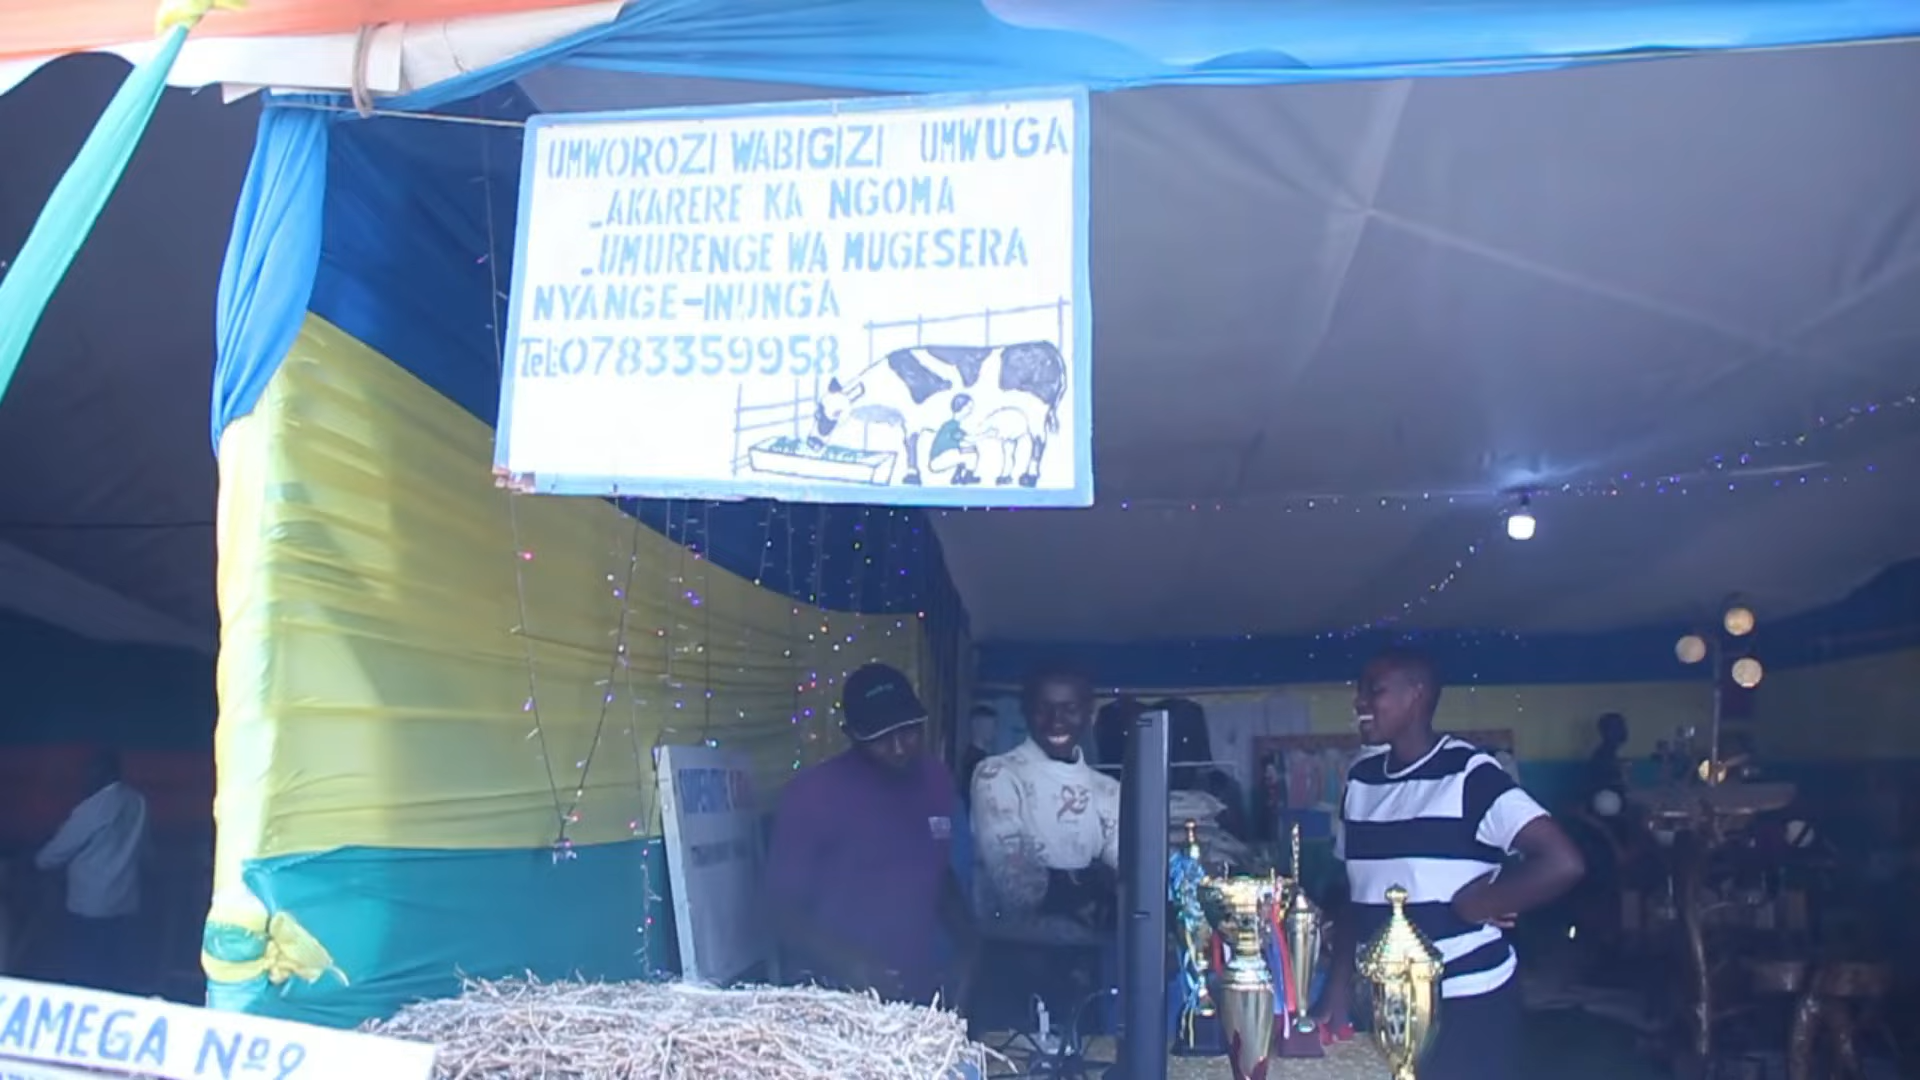 UMWOROZI WABIGIZI UMWUGA
_AKARERE KA NGOMA
_UMURENGE WA MUGESERA
NYANGE-INUNGA
Tel:0783359958
KAMEGA Nº9